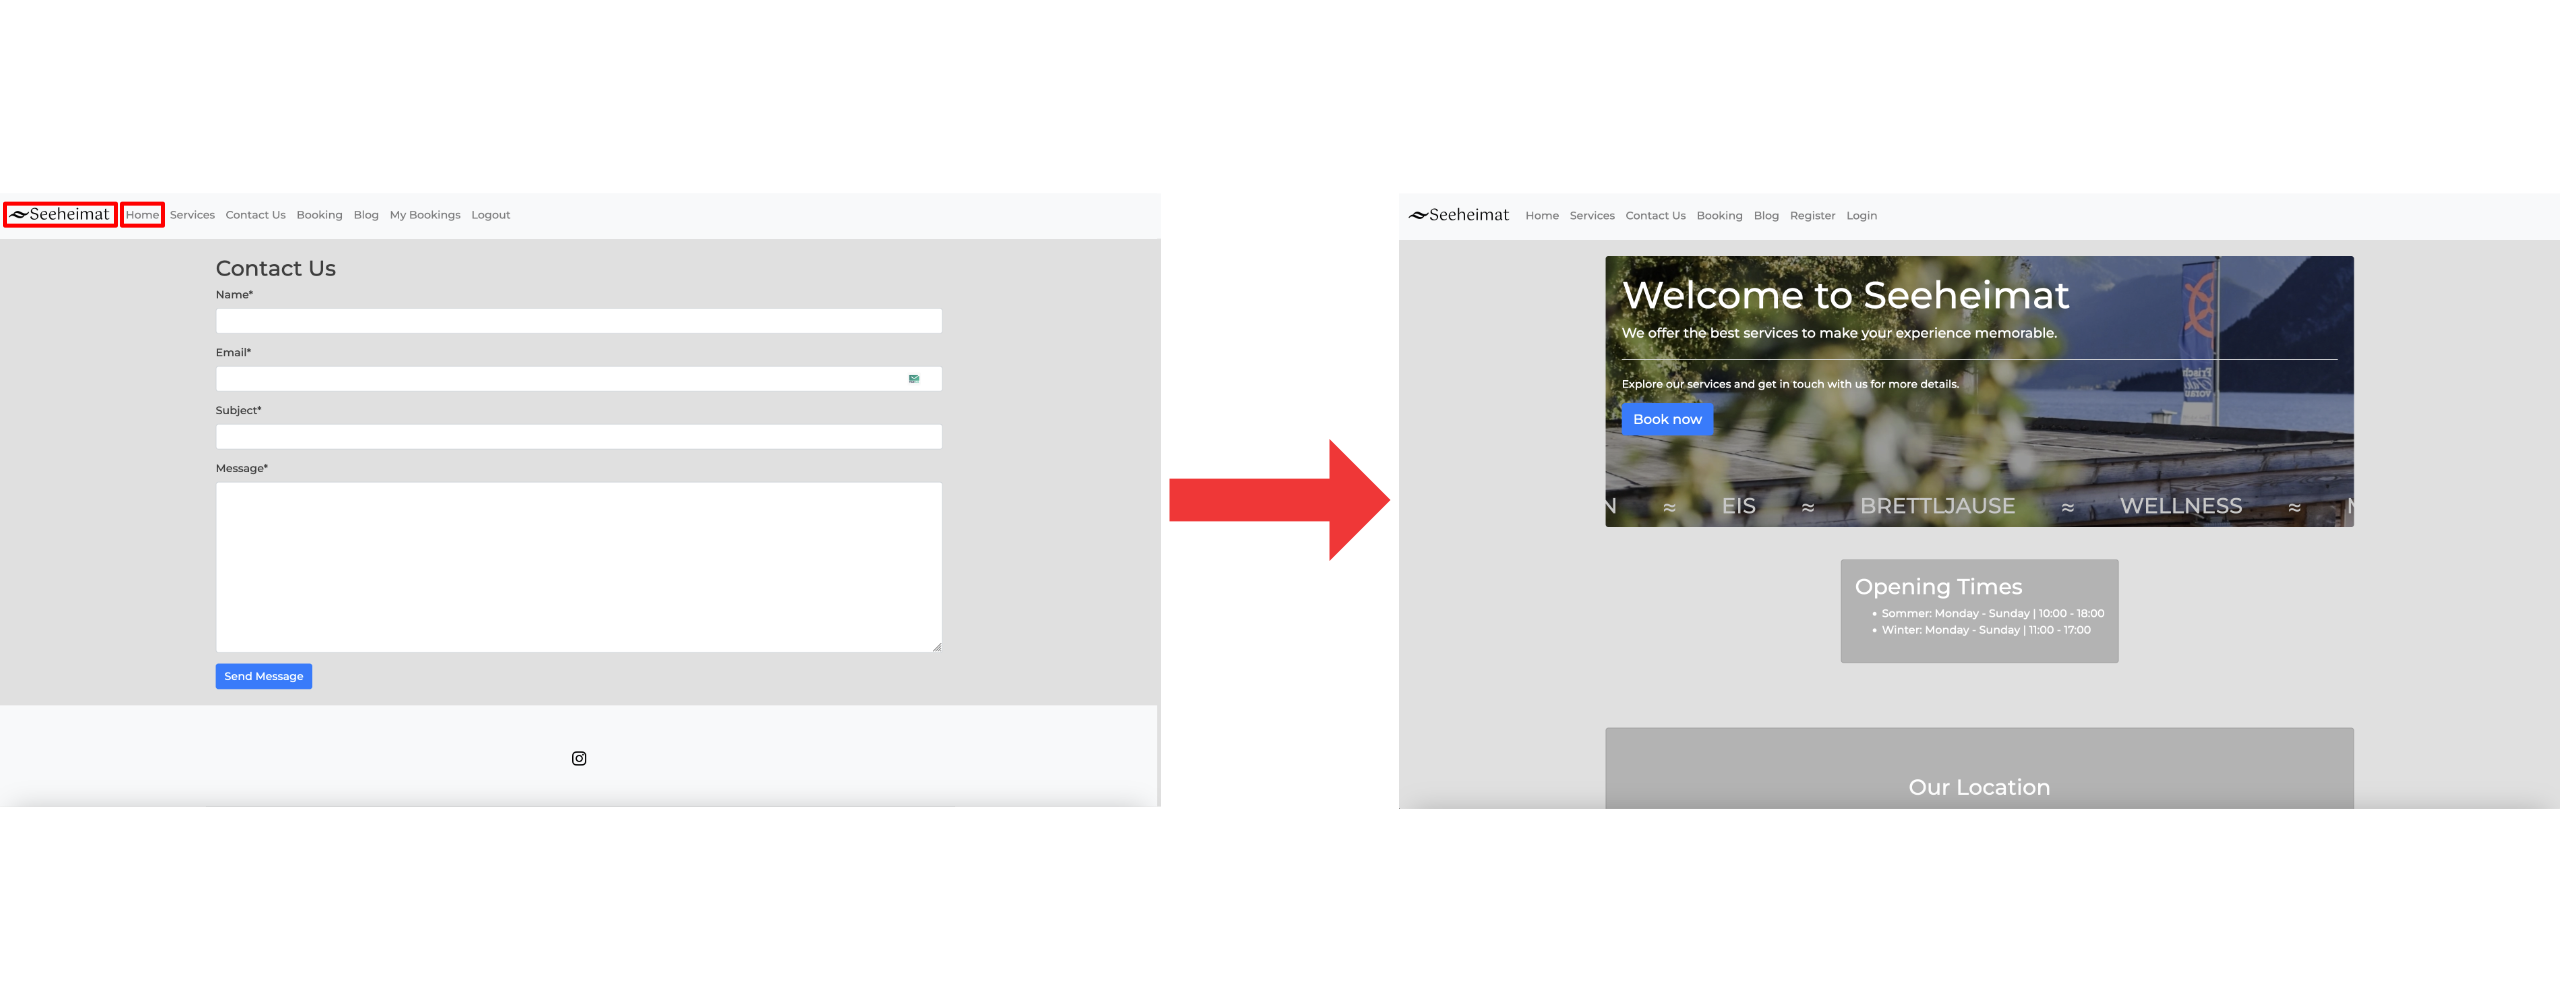 Seeheimat Home Services Contact Us Booking Blog My Bookings Logout
Contact Us
Name*
Email*
Subject*
Message*
Send Message
Seeheimat Home Services Contact Us Booking Blog Register Login
Welcome to Seeheimat
We offer the best services to make your experience memorable.
Explore our services and get in touch with us for more details.
Book now
N ≈ EIS ≈ BRETTLJAUSE ≈ WELLNESS ≈
Opening Times
• Sommer: Monday - Sunday | 10:00 - 18:00
• Winter: Monday - Sunday | 11:00 - 17:00
Our Location